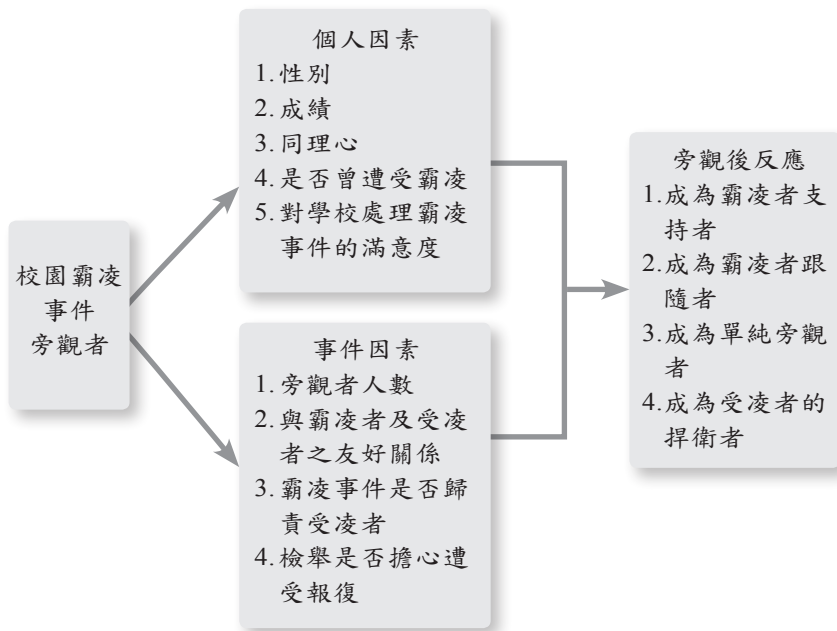 校園霸凌
事件
旁觀者
個人因素
1. 性別
2. 成績
3. 同理心
4. 是否曾遭受霸凌
5. 對學校處理霸凌
事件的滿意度
事件因素
1. 旁觀者人數
2. 與霸凌者及受凌
者之友好關係
3. 霸凌事件是否歸
責受凌者
4. 檢舉是否擔心遭
受報復
旁觀後反應
1.成為霸凌者支
持者
2.成為霸凌者跟
隨者
3.成為單純旁觀
者
4.成為受凌者的
捍衛者